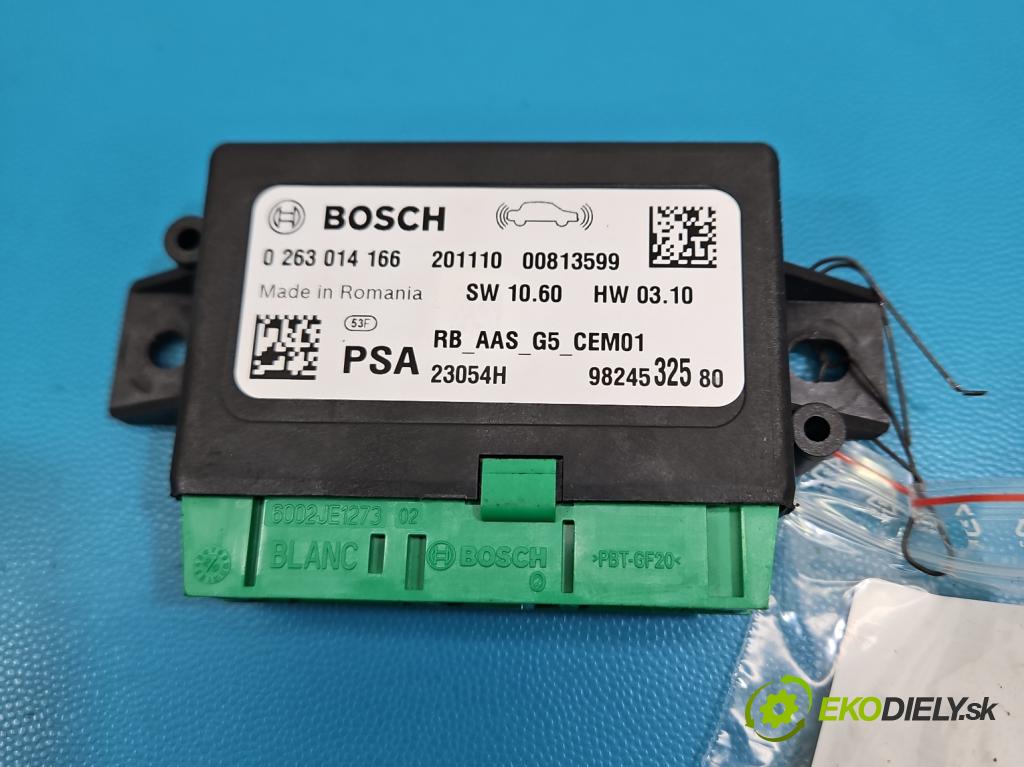 BOSCH
0 263 014 166 201110 00813599
Made in Romania SW 10.60 HW 03.10
53F
PSA RB_AAS_G5_CEM01
23054H 98245 325 80
6002JE1273 02
BLANC BOSCH >PBT-GF20<
EKODIELY.sk